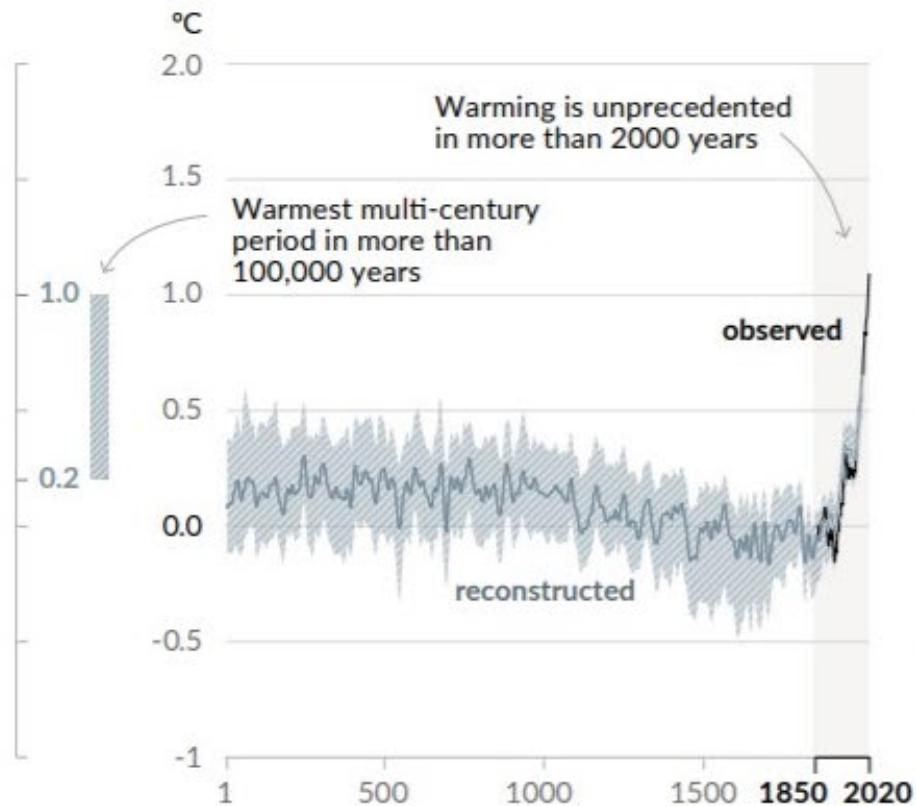 °C
2.0
Warming is unprecedented
in more than 2000 years
1.5
Warmest multi-century
period in more than
100,000 years
1.0
1.0
observed
0.5
0.2
0.0
reconstructed
-0.5
-1
1 500 1000 1500 1850 2020